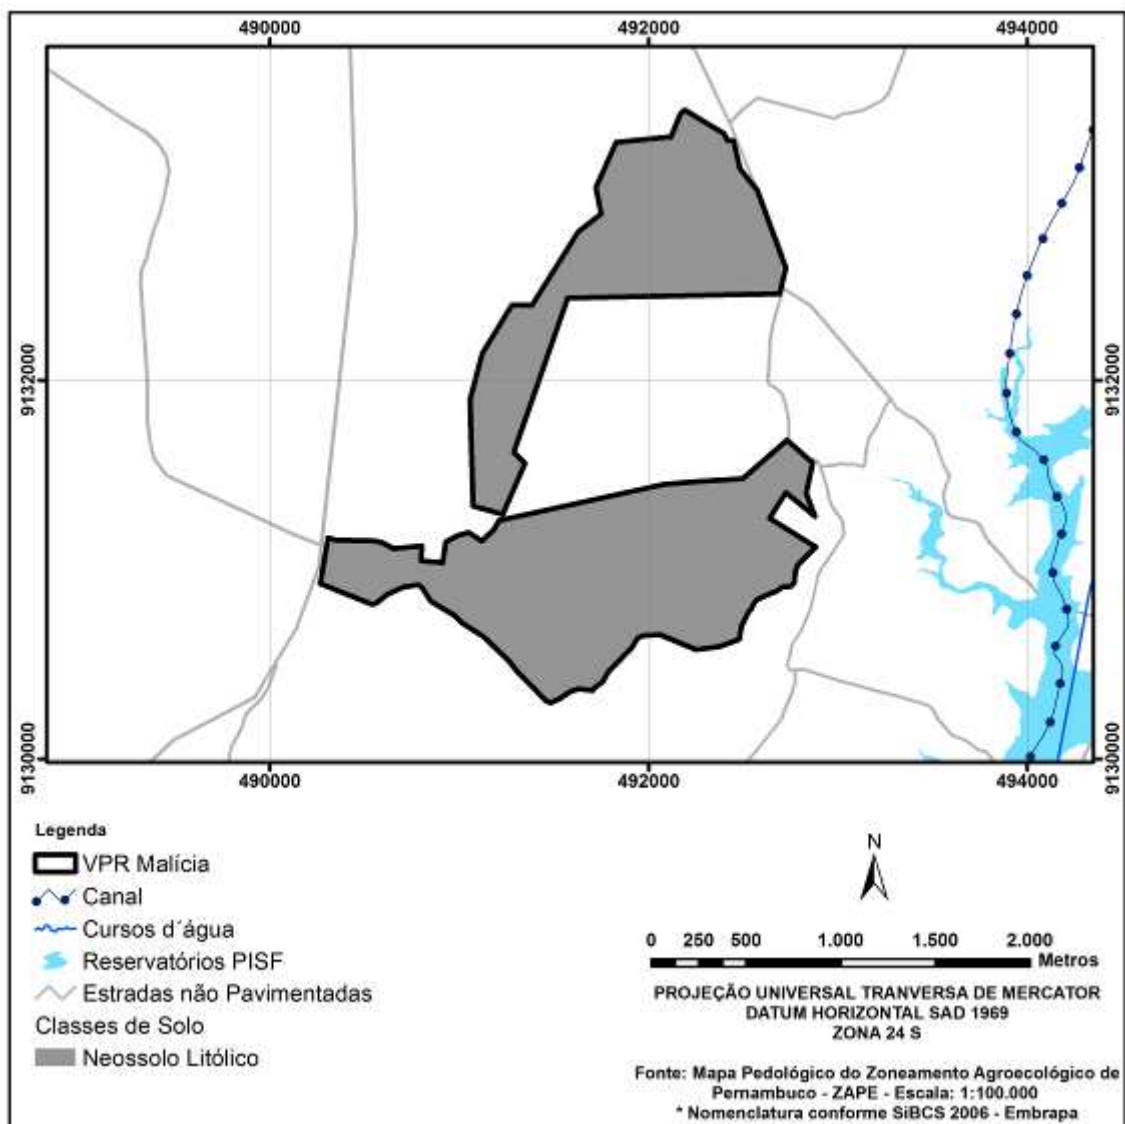 490000
492000
494000
9132000
9132000
9130000
9130000
490000
492000
494000
Legenda
VPR Malícia
Canal
Cursos d´água
Reservatórios PISF
Estradas não Pavimentadas
Classes de Solo
Neossolo Litólico
N
0 250 500 1.000 1.500 2.000
Metros
PROJEÇÃO UNIVERSAL TRANVERSA DE MERCATOR
DATUM HORIZONTAL SAD 1969
ZONA 24 S
Fonte: Mapa Pedológico do Zoneamento Agroecológico de
Pernambuco - ZAPE - Escala: 1:100.000
* Nomenclatura conforme SiBCS 2006 - Embrapa